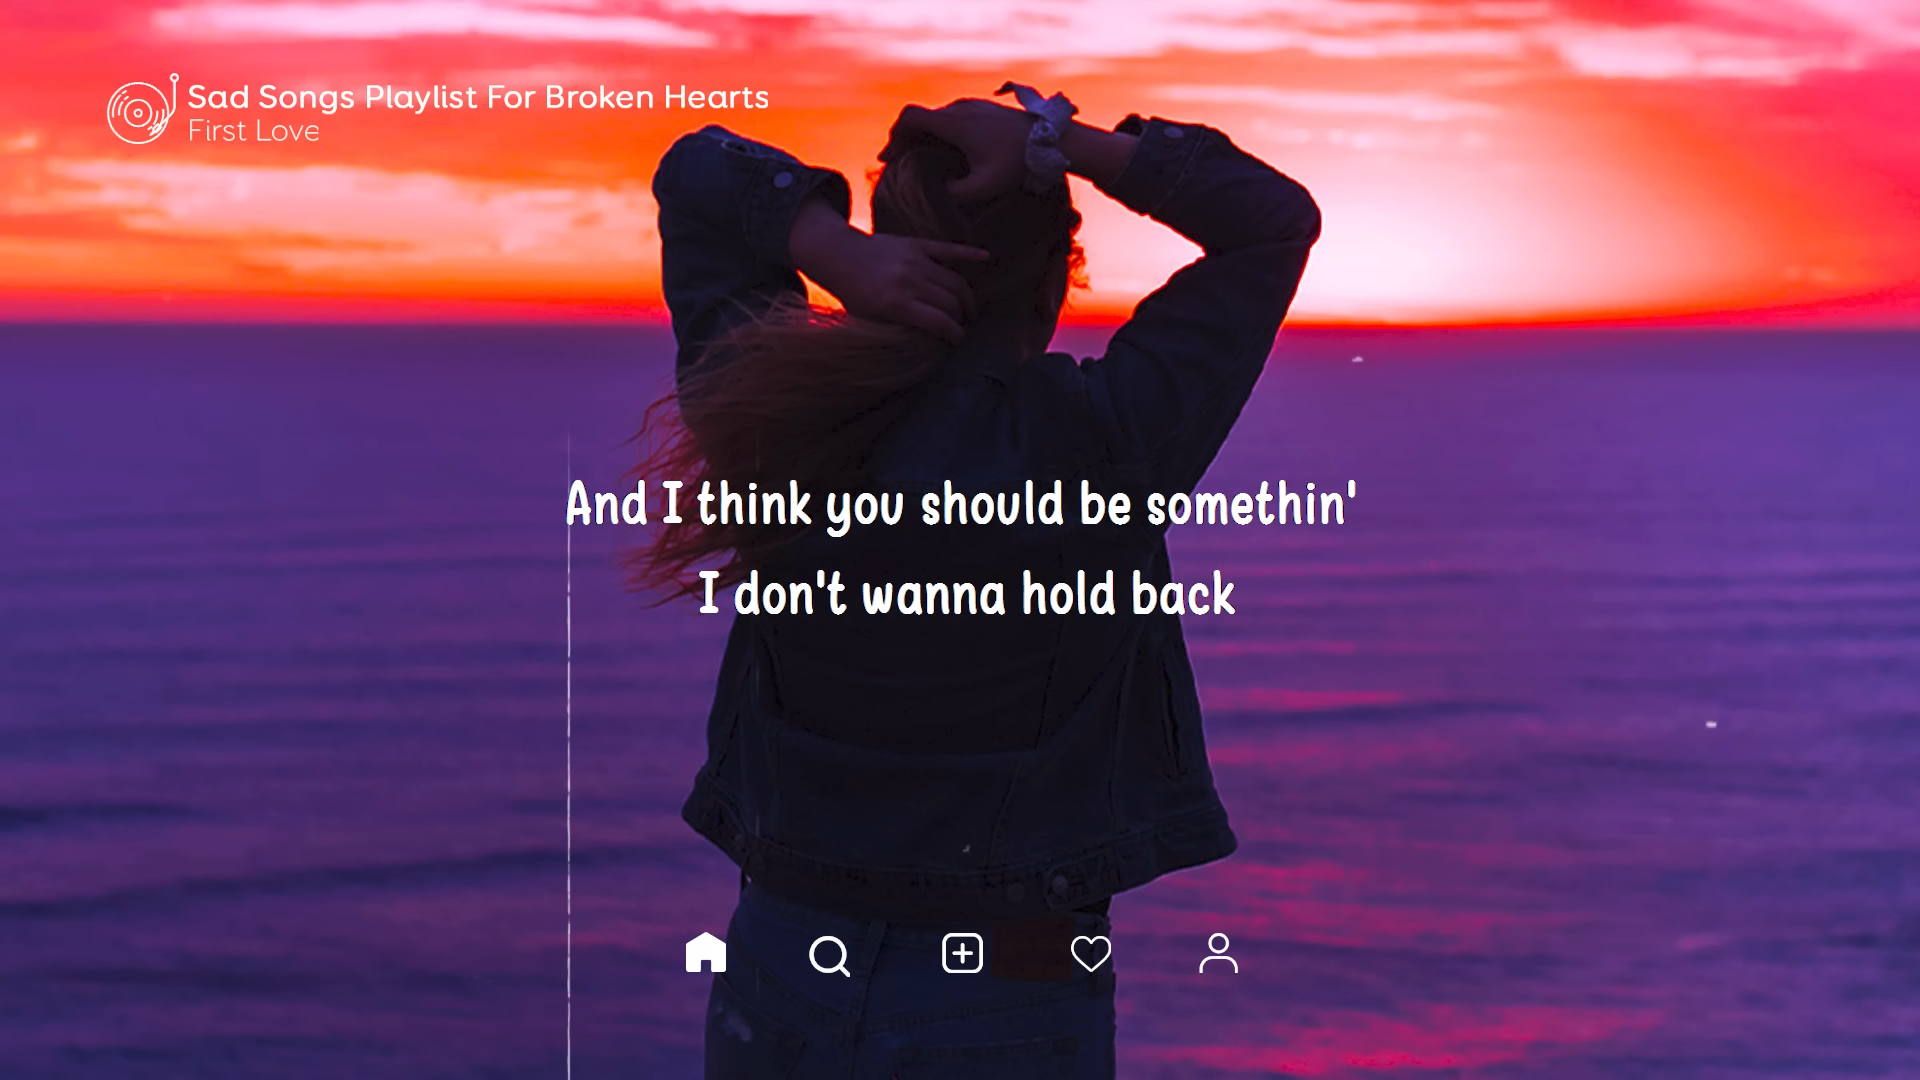 Sad Songs Playlist For Broken Hearts
First Love
And I think you should be somethin'
I don't wanna hold back